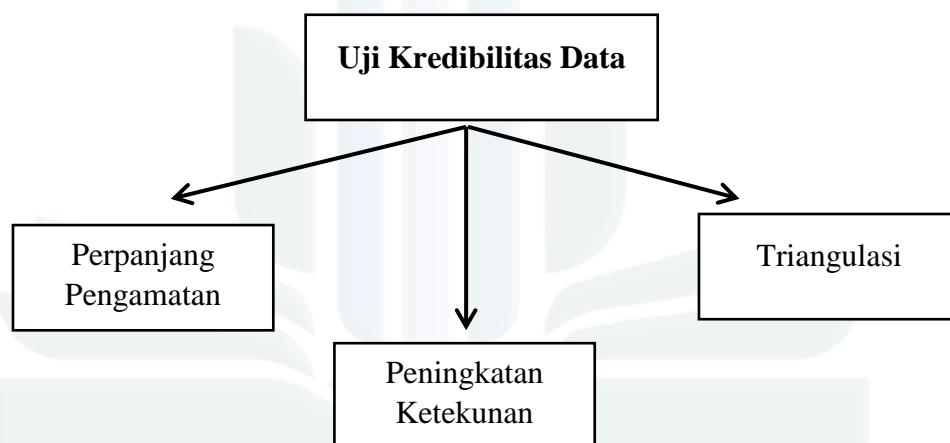 Uji Kredibilitas Data
Perpanjang
Pengamatan
Triangulasi
Peningkatan
Ketekunan